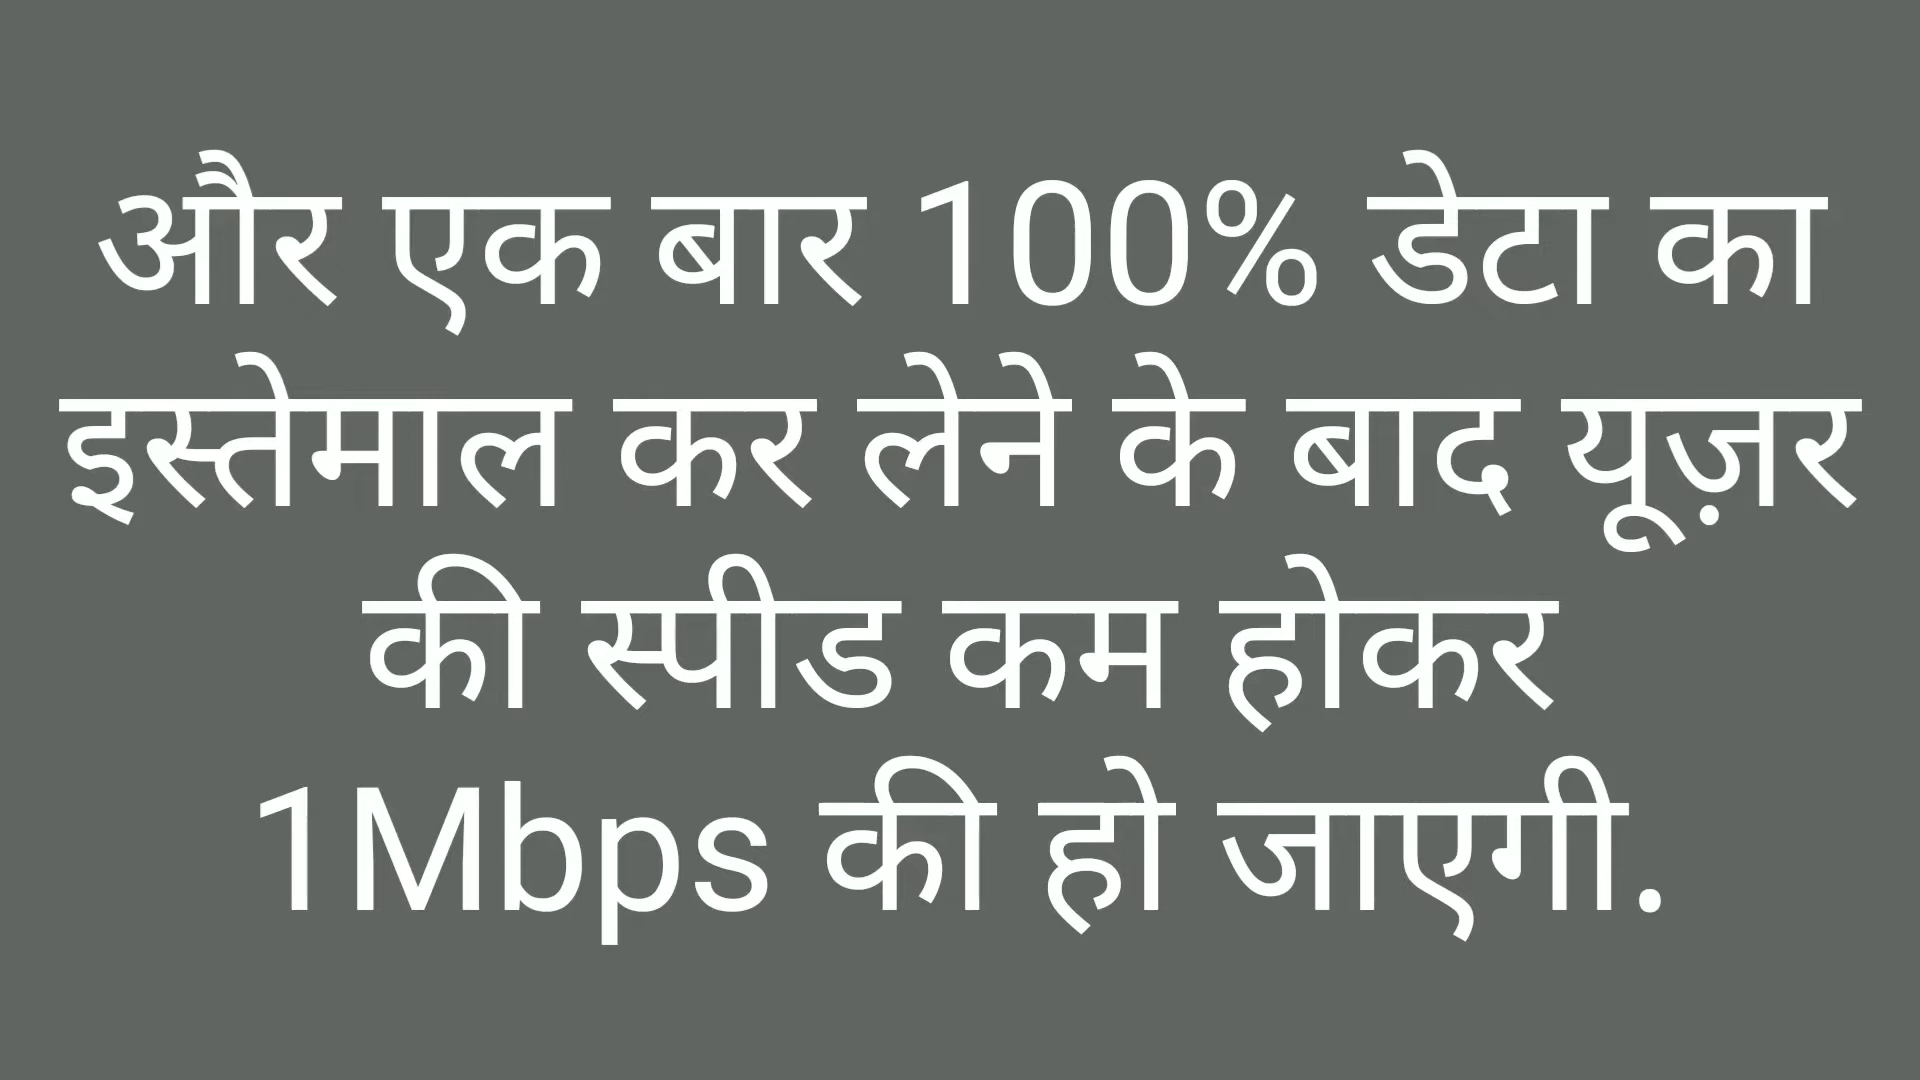 और एक बार 100% डेटा का
इस्तेमाल कर लेने के बाद यूज़र
की स्पीड कम होकर
1Mbps की हो जाएगी.